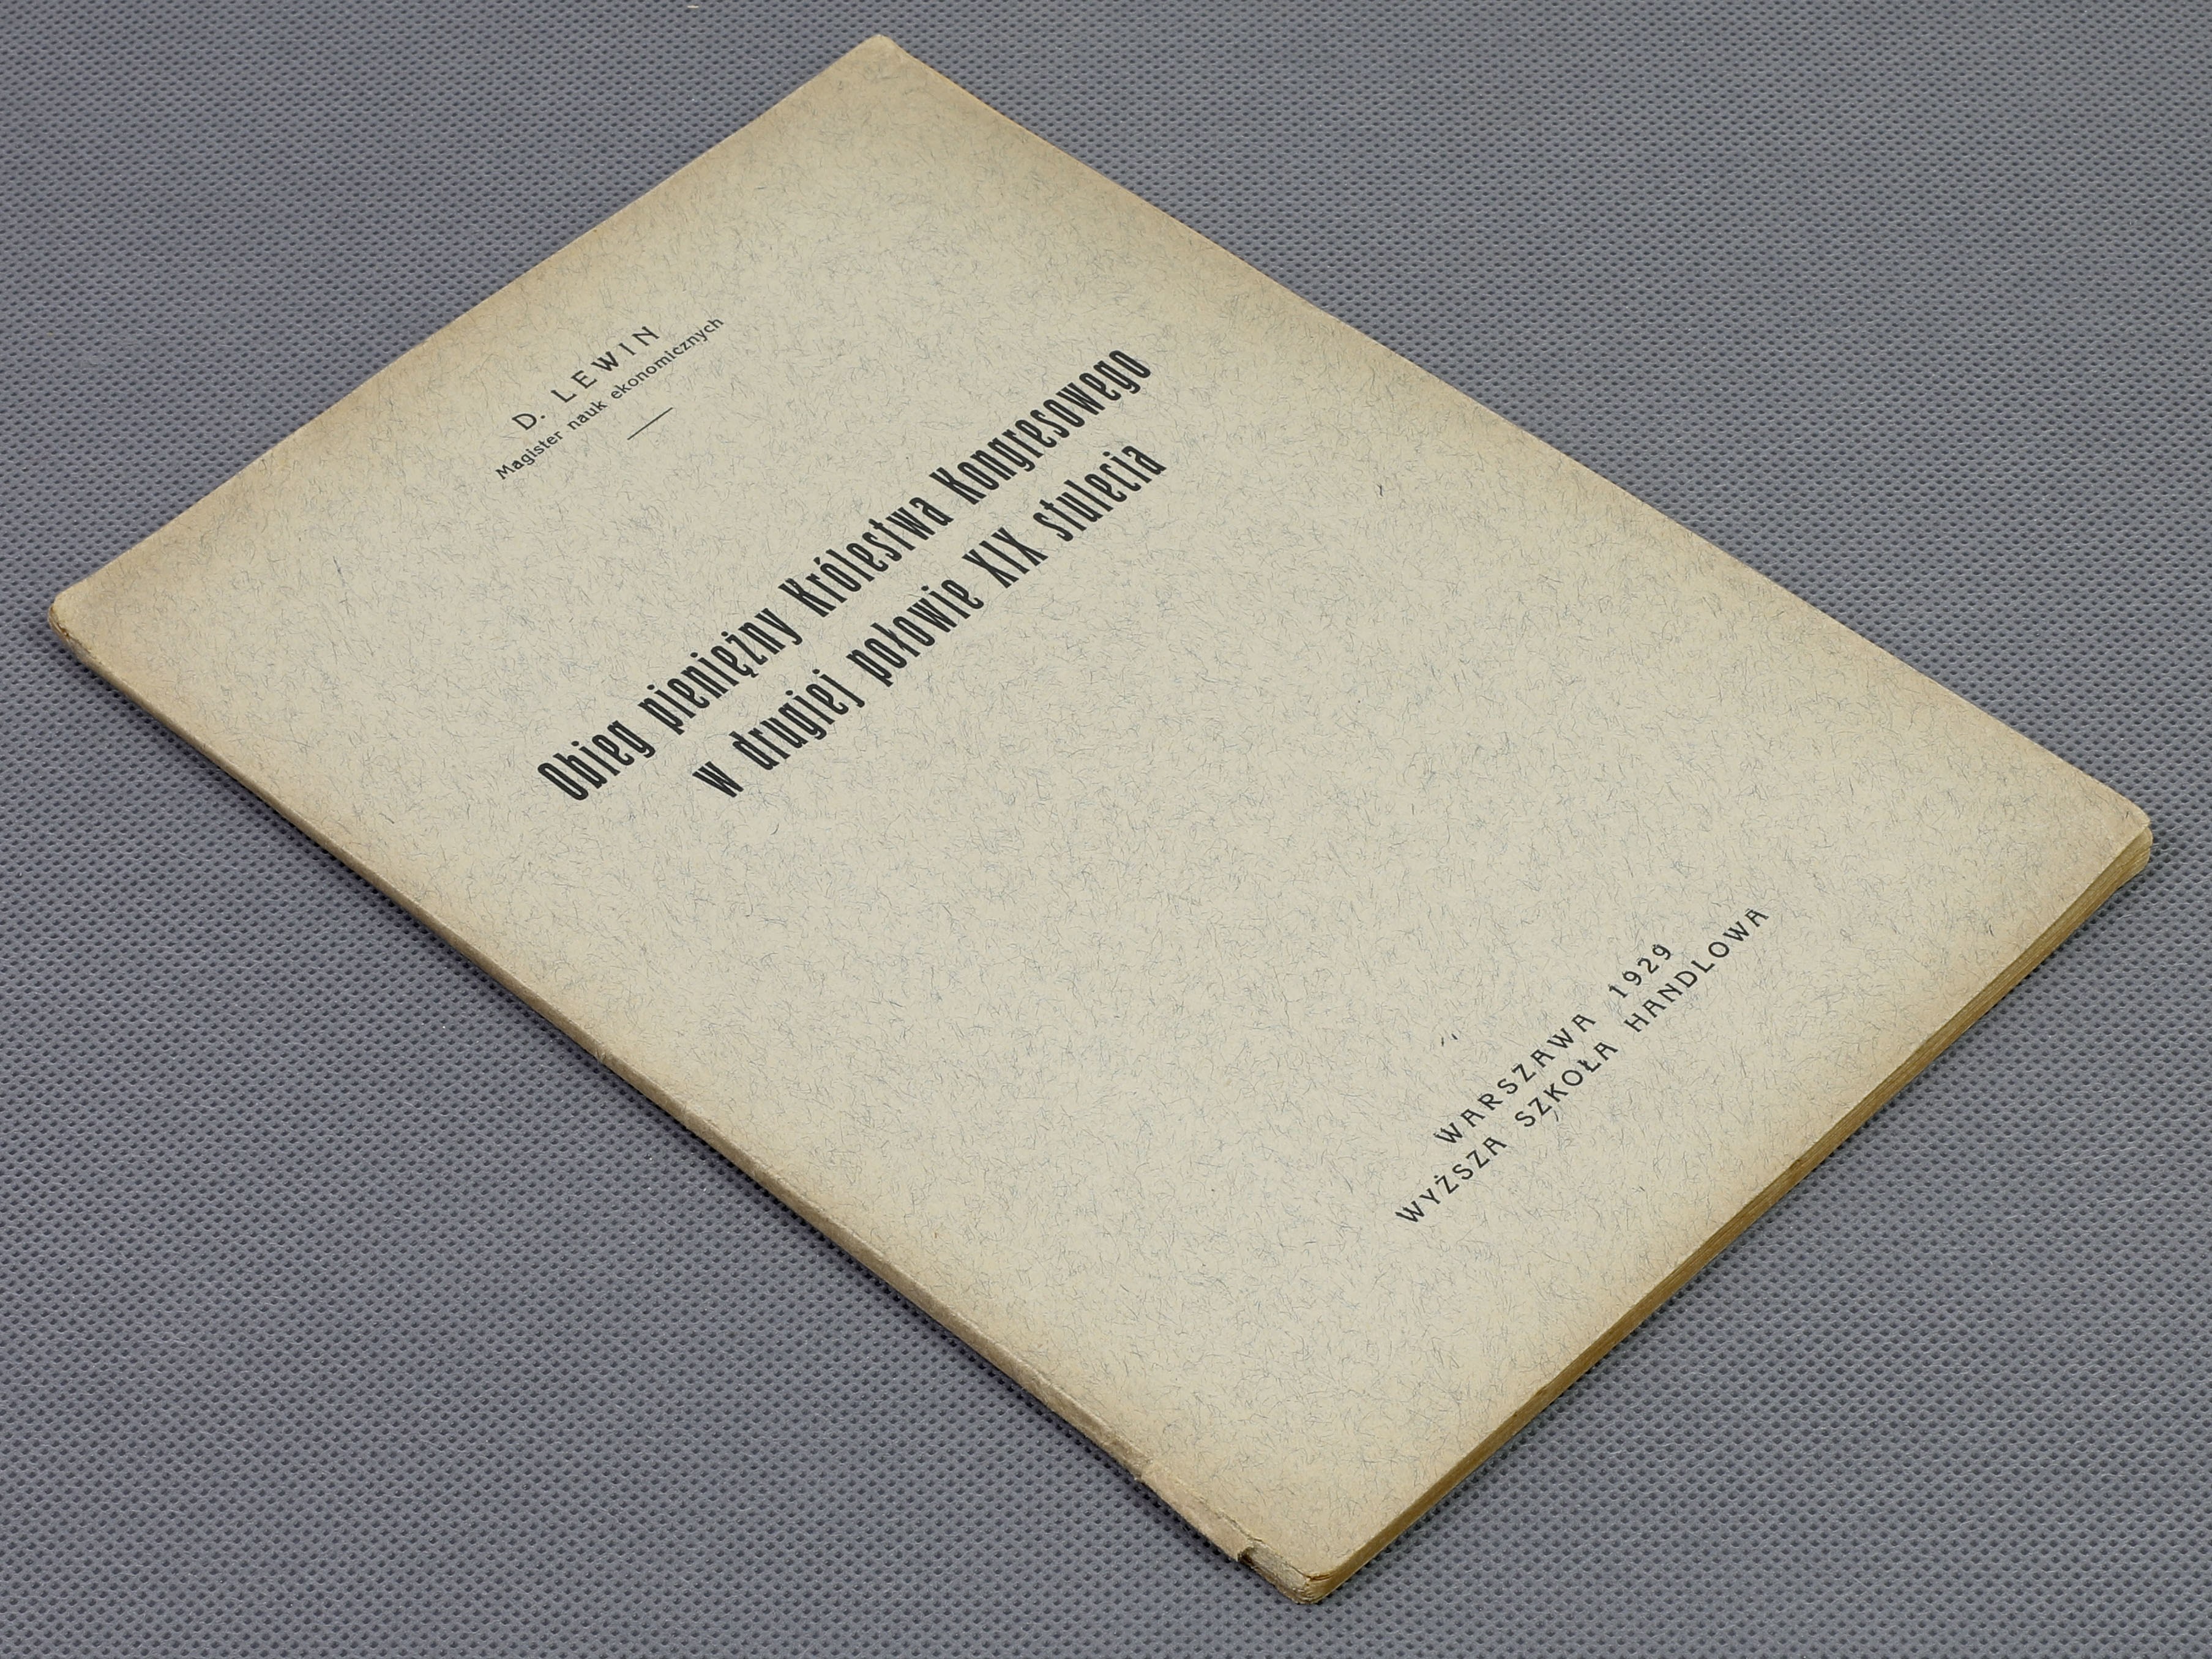 D. LEWIN
Magister nauk ekonomicznych
Obieg pieniężny Królestwa Kongresowego
w drugiej połowie XIX stulecia
WARSZAWA 1929
WYŻSZA SZKOŁA HANDLOWA